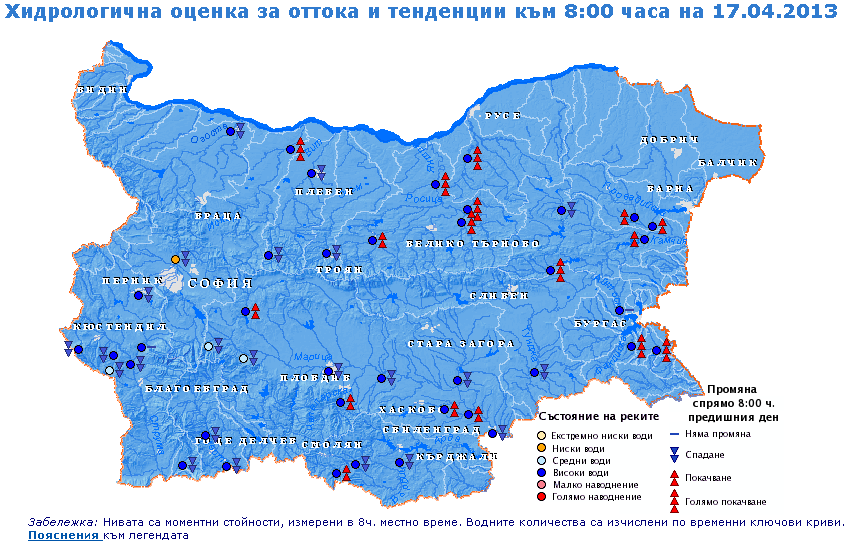 Хидрологична оценка за оттока и тенденции към 8:00 часа на 17.04.2013
ВИДИН
РУСЕ
Огоста
ДОБРИЧ
БАЛЧИК
ПЛЕВЕН
ВАРНА
Росица
ВРАЦА
ВЕЛИКО ТЪРНОВО
Камчия
ТРОЯН
ПЕРНИК
СОФИЯ
СЛИВЕН
КЮСТЕНДИЛ
БУРГАС
СТАРА ЗАГОРА
Марица
ПЛОВДИВ
БЛАГОЕВГРАД
ХАСКОВО
СВИЛЕНГРАД
ГОЦЕ ДЕЛЧЕВ
СМОЛЯН
КЪРДЖАЛИ
Състояние на реките
Екстремно ниски води
Ниски води
Средни води
Високи води
Малко наводнение
Голямо наводнение
Промяна
спрямо 8:00 ч.
предишния ден
Няма промяна
Спадане
Покачване
Голямо покачване
Забележка: Нивата са моментни стойности, измерени в 8ч. местно време. Водните количества са изчислени по временни ключови криви.
Пояснения към легендата